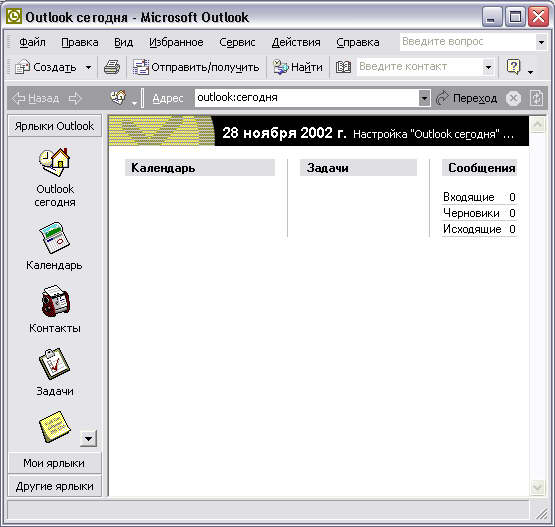 Outlook сегодня - Microsoft Outlook
Файл Правка Вид Избранное Сервис Действия Справка Введите вопрос
Создать Отправить/получить Найти Введите контакт
Назад Адрес outlook:сегодня Переход
Ярлыки Outlook
28 ноября 2002 г. Настройка "Outlook сегодня" ...
Календарь Задачи Сообщения
Входящие 0
Черновики 0
Исходящие 0
Outlook
сегодня
Календарь
Контакты
Задачи
Мои ярлыки
Другие ярлыки